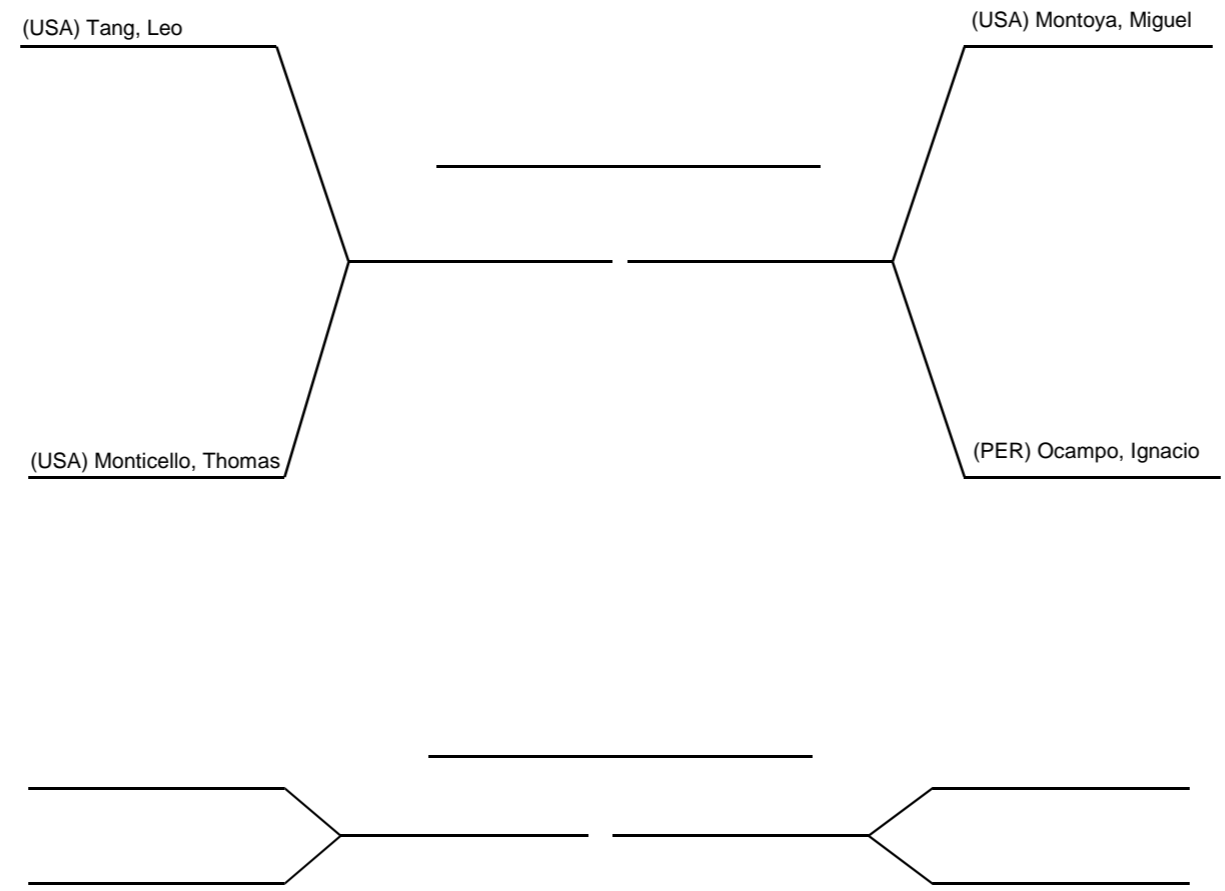 (USA) Tang, Leo
(USA) Montoya, Miguel
(USA) Monticello, Thomas
(PER) Ocampo, Ignacio